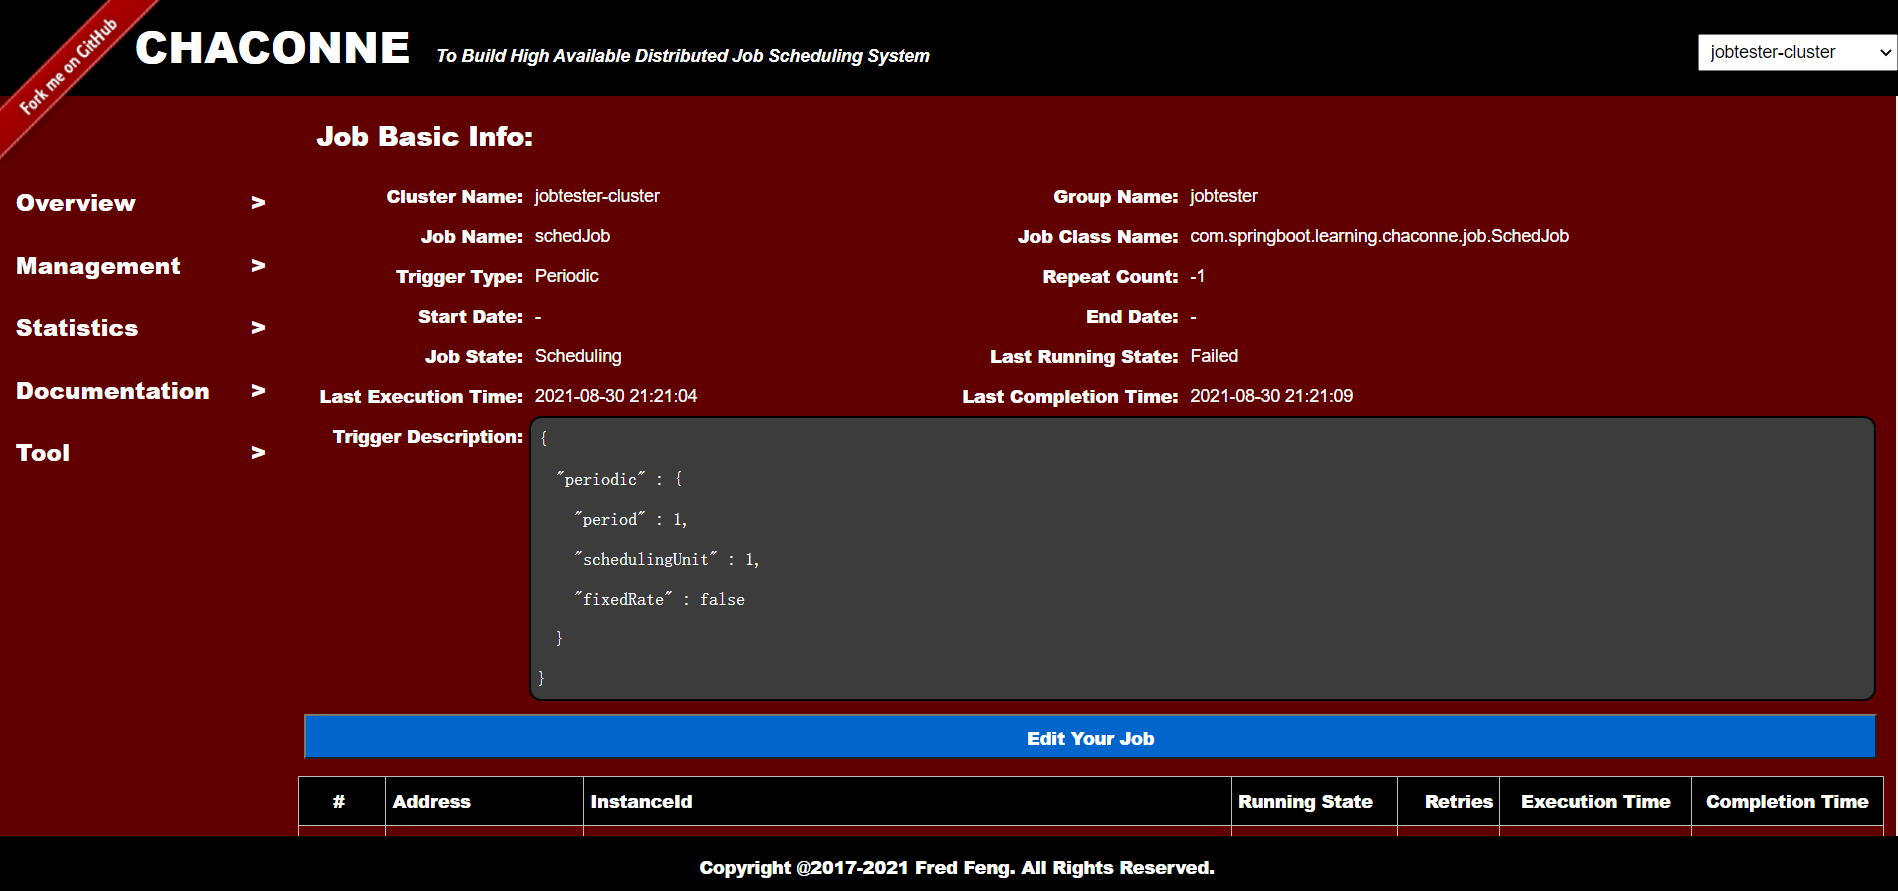 Fork me on GitHub
CHACONNE To Build High Available Distributed Job Scheduling System
jobtester-cluster
Overview >
Management >
Statistics >
Documentation >
Tool >
Job Basic Info:
Cluster Name: jobtester-cluster Group Name: jobtester
Job Name: schedJob Job Class Name: com.springboot.learning.chaconne.job.SchedJob
Trigger Type: Periodic Repeat Count: -1
Start Date: - End Date: -
Job State: Scheduling Last Running State: Failed
Last Execution Time: 2021-08-30 21:21:04 Last Completion Time: 2021-08-30 21:21:09
Trigger Description: {
"periodic" : {
"period" : 1,
"schedulingUnit" : 1,
"fixedRate" : false
}
}
Edit Your Job
# Address InstanceId Running State Retries Execution Time Completion Time
Copyright @2017-2021 Fred Feng. All Rights Reserved.